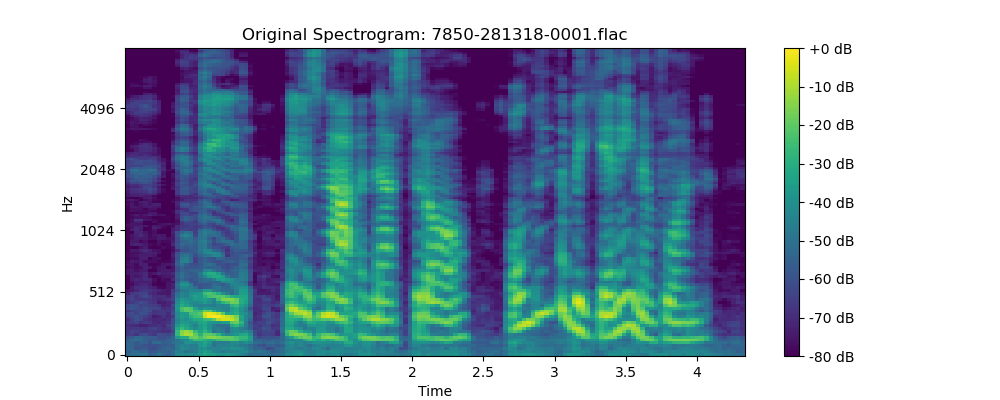 Original Spectrogram: 7850-281318-0001.flac
Hz
4096
2048
1024
512
0
0 0.5 1 1.5 2 2.5 3 3.5 4
Time
+0 dB
-10 dB
-20 dB
-30 dB
-40 dB
-50 dB
-60 dB
-70 dB
-80 dB